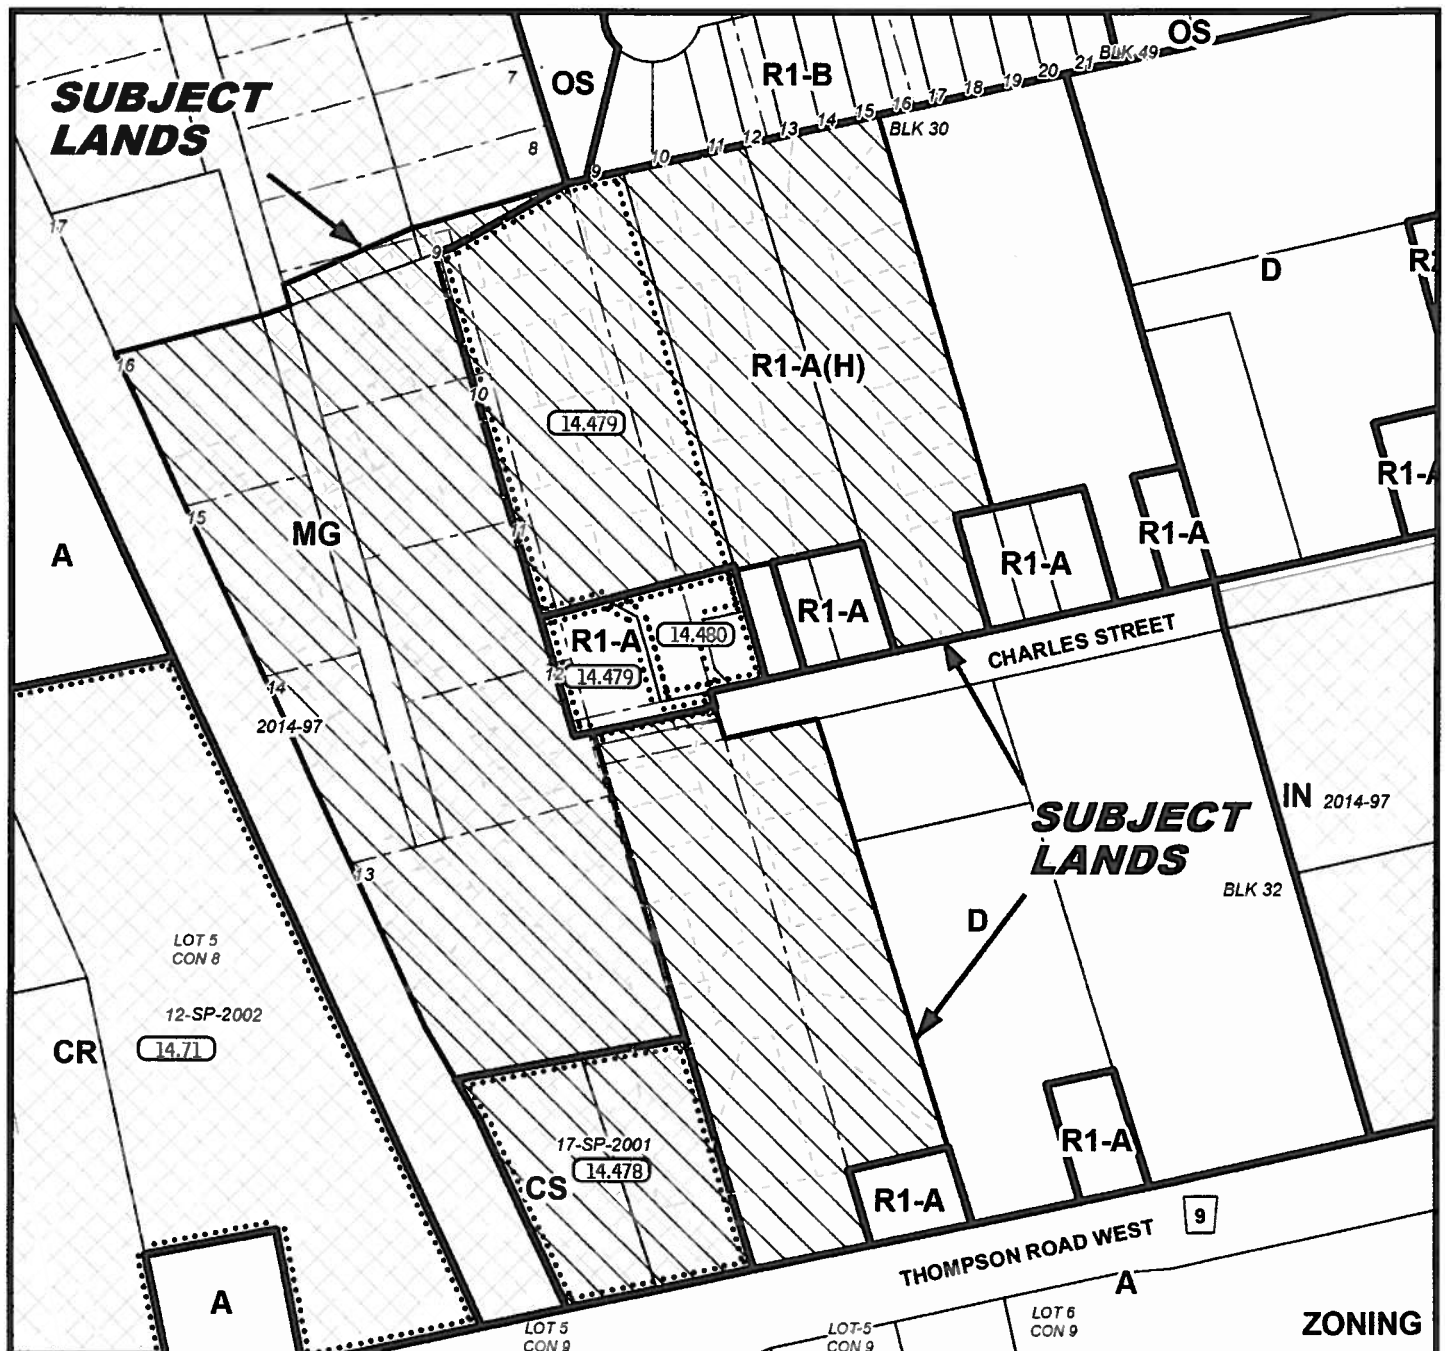 OS
OS
R1-B
BLK 49
21
20
19
18
17
16
15
14
13
12
11
10
9
BLK 30
7
8
SUBJECT
LANDS
17
9
D
16
R1-A(H)
10
14.479
15
11
MG
A
R1-A
R1-A
R1-A
R1-A
14.480
12
14.479
CHARLES STREET
14
2014-97
SUBJECT
LANDS
IN 2014-97
13
BLK 32
D
LOT 5
CON 8
12-SP-2002
CR
14.71
17-SP-2001
14.478
CS
R1-A
R1-A
9
THOMPSON ROAD WEST
A
A
LOT 5
CON 9
LOT-5
CON 9
LOT 6
CON 9
ZONING